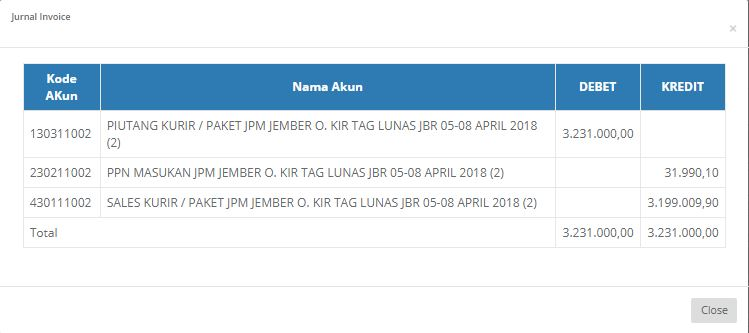 Jurnal Invoice
×
Kode AKun Nama Akun DEBET KREDIT
130311002 PIUTANG KURIR / PAKET JPM JEMBER O. KIR TAG LUNAS JBR 05-08 APRIL 2018 3.231.000,00
(2)
230211002 PPN MASUKAN JPM JEMBER O. KIR TAG LUNAS JBR 05-08 APRIL 2018 (2) 31.990,10
430111002 SALES KURIR / PAKET JPM JEMBER O. KIR TAG LUNAS JBR 05-08 APRIL 2018 (2) 3.199.009,90
Total 3.231.000,00 3.231.000,00
Close